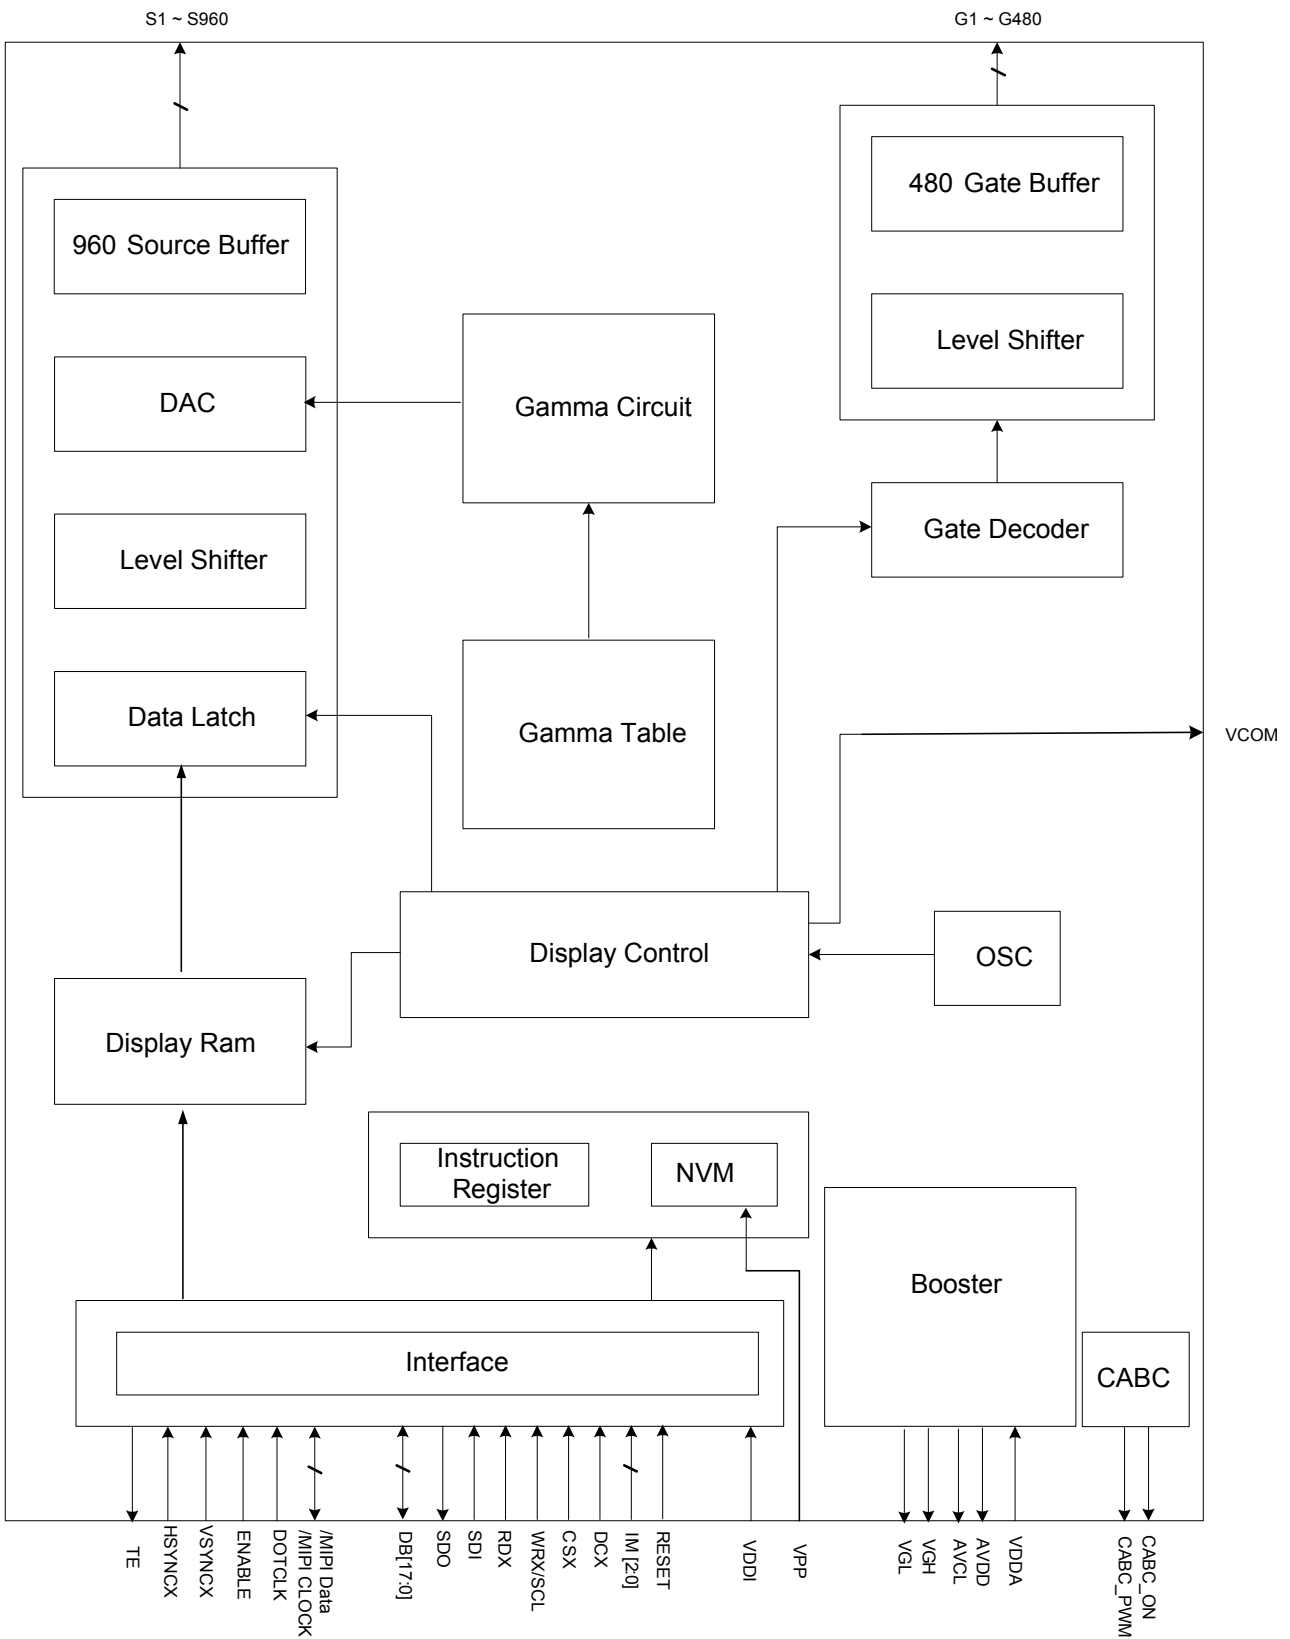 S1 ~ S960
G1 ~ G480
480 Gate Buffer
960 Source Buffer
Level Shifter
DAC
Gamma Circuit
Gate Decoder
Level Shifter
Data Latch
Gamma Table
VCOM
Display Control
OSC
Display Ram
Instruction
Register
NVM
Booster
Interface
CABC
TE
HSYNCX
VSYNCX
ENABLE
DOTCLK
/MIPI Data
/MIPI CLOCK
DB[17:0]
SDO
SDI
RDX
WRX/SCL
CSX
DCX
IM [2:0]
RESET
VDDI
VPP
VGL
VGH
AVCL
AVDD
VDDA
CABC_PWM
CABC_ON